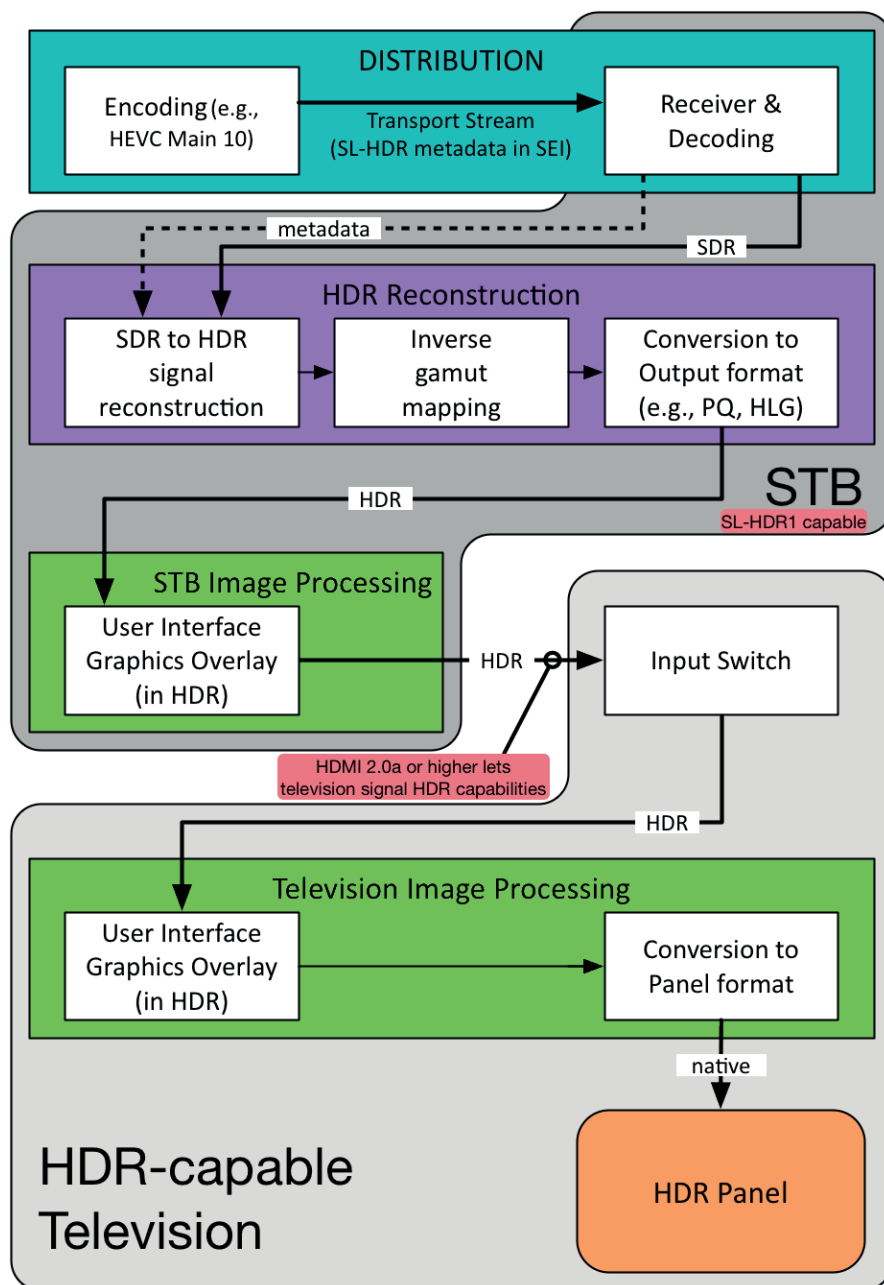 DISTRIBUTION
Encoding (e.g.,
HEVC Main 10)
Transport Stream
(SL-HDR metadata in SEI)
Receiver &
Decoding
metadata
SDR
HDR Reconstruction
SDR to HDR
signal
reconstruction
Inverse
gamut
mapping
Conversion to
Output format
(e.g., PQ, HLG)
HDR
STB
SL-HDR1 capable
STB Image Processing
User Interface
Graphics Overlay
(in HDR)
HDR
Input Switch
HDMI 2.0a or higher lets
television signal HDR capabilities
HDR
Television Image Processing
User Interface
Graphics Overlay
(in HDR)
Conversion to
Panel format
native
HDR-capable
Television
HDR Panel